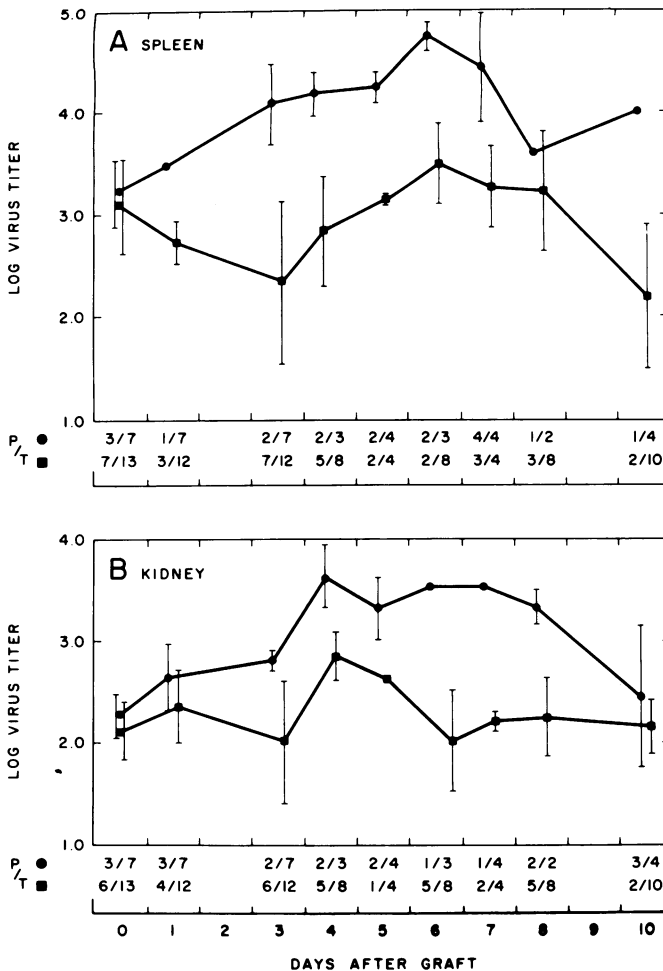 A SPLEEN
5.0
4.0
3.0
2.0
1.0
LOG VIRUS TITER
P/T ●
3/7 1/7 2/7 2/3 2/4 2/3 4/4 1/2 1/4
■ 7/13 3/12 7/12 5/8 2/4 2/8 3/4 3/8 2/10
B KIDNEY
4.0
3.0
2.0
1.0
LOG VIRUS TITER
P/T ●
3/7 3/7 2/7 2/3 2/4 1/3 1/4 2/2 3/4
■ 6/13 4/12 6/12 5/8 1/4 5/8 2/4 5/8 2/10
0 1 2 3 4 5 6 7 8 9 10
DAYS AFTER GRAFT